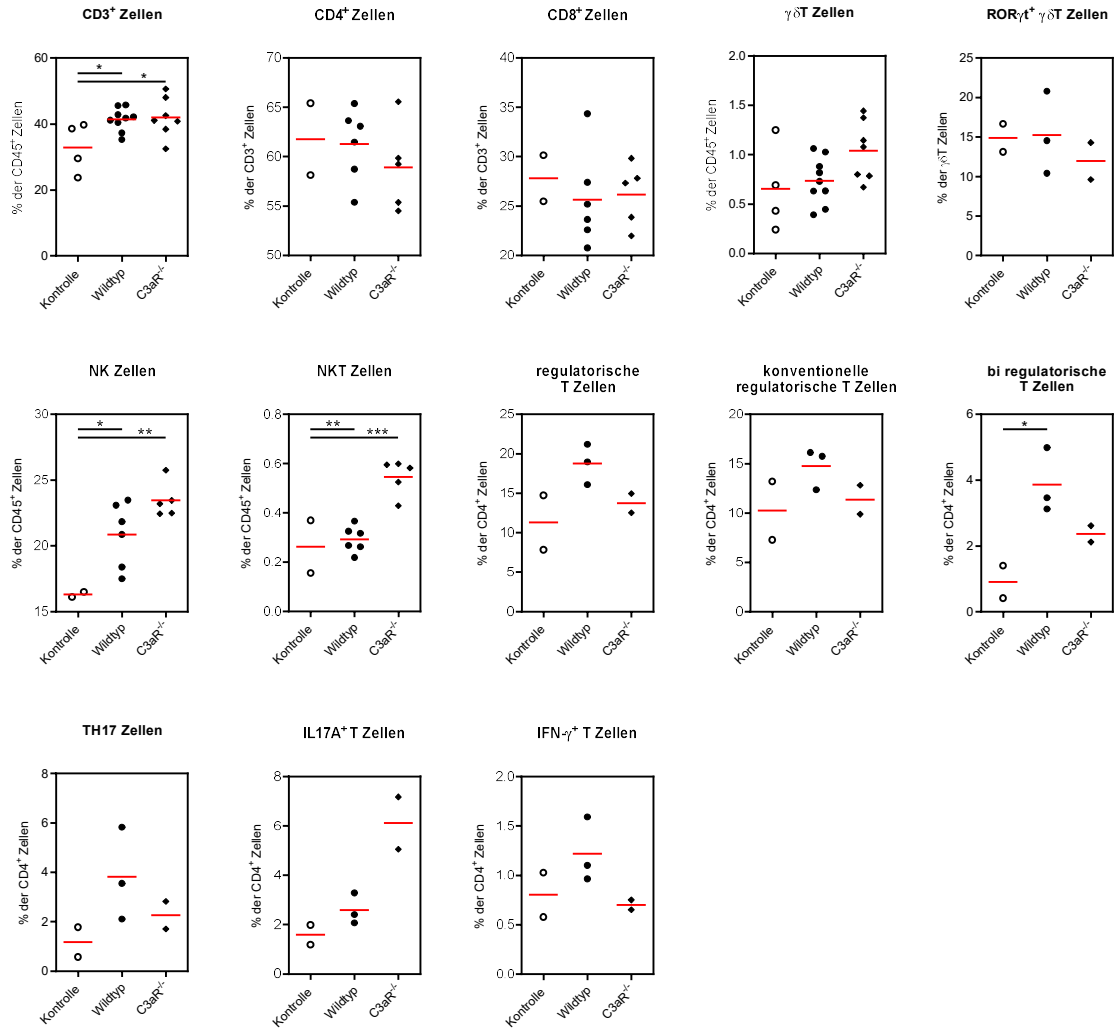 CD3⁺ Zellen
% der CD45⁺ Zellen
60
40
20
0
*
*
Kontrolle
Wildtyp
C3aR⁻/⁻
CD4⁺ Zellen
% der CD3⁺ Zellen
70
65
60
55
50
Kontrolle
Wildtyp
C3aR⁻/⁻
CD8⁺ Zellen
% der CD3⁺ Zellen
40
35
30
25
20
Kontrolle
Wildtyp
C3aR⁻/⁻
γδT Zellen
% der CD45⁺ Zellen
2.0
1.5
1.0
0.5
0.0
Kontrolle
Wildtyp
C3aR⁻/⁻
RORγt⁺ γδT Zellen
% der γδT Zellen
25
20
15
10
5
0
Kontrolle
Wildtyp
C3aR⁻/⁻
NK Zellen
% der CD45⁺ Zellen
30
25
20
15
*
**
Kontrolle
Wildtyp
C3aR⁻/⁻
NKT Zellen
% der CD45⁺ Zellen
0.8
0.6
0.4
0.2
0.0
**
***
Kontrolle
Wildtyp
C3aR⁻/⁻
regulatorische
T Zellen
% der CD4⁺ Zellen
25
20
15
10
5
0
Kontrolle
Wildtyp
C3aR⁻/⁻
konventionelle
regulatorische T Zellen
% der CD4⁺ Zellen
20
15
10
5
0
Kontrolle
Wildtyp
C3aR⁻/⁻
bi regulatorische
T Zellen
% der CD4⁺ Zellen
6
4
2
0
*
Kontrolle
Wildtyp
C3aR⁻/⁻
TH17 Zellen
% der CD4⁺ Zellen
8
6
4
2
0
Kontrolle
Wildtyp
C3aR⁻/⁻
IL17A⁺ T Zellen
% der CD4⁺ Zellen
8
6
4
2
0
Kontrolle
Wildtyp
C3aR⁻/⁻
IFN-γ⁺ T Zellen
% der CD4⁺ Zellen
2.0
1.5
1.0
0.5
0.0
Kontrolle
Wildtyp
C3aR⁻/⁻